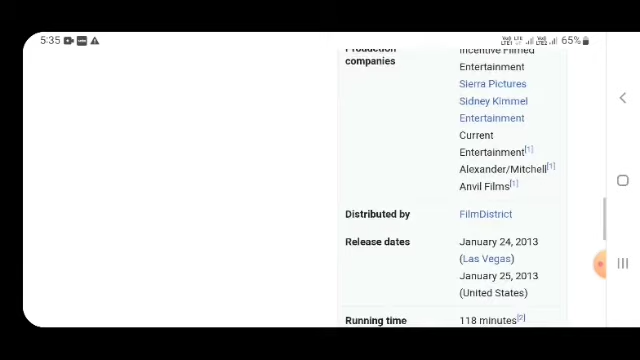 5:35 65%
Production
companies
Incentive Filmed
Entertainment
Sierra Pictures
Sidney Kimmel
Entertainment
Current
Entertainment[1]
Alexander/Mitchell[1]
Anvil Films[1]
Distributed by FilmDistrict
Release dates January 24, 2013
(Las Vegas)
January 25, 2013
(United States)
Running time 118 minutes[2]